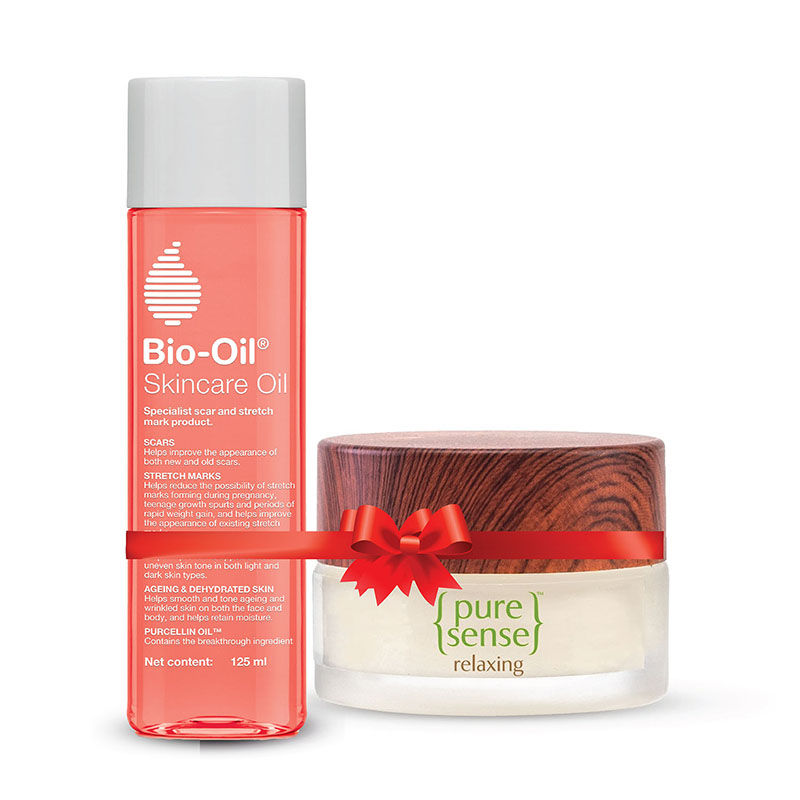 Bio-Oil®
Skincare Oil
Specialist scar and stretch
mark product.
SCARS
Helps improve the appearance of
both new and old scars.
STRETCH MARKS
Helps reduce the possibility of stretch
marks forming during pregnancy,
teenage growth spurts and periods of
rapid weight gain, and helps improve
the appearance of existing stretch
uneven skin tone in both light and
dark skin types.
AGEING & DEHYDRATED SKIN
Helps smooth and tone ageing and
wrinkled skin on both the face and
body, and helps retain moisture.
PURCELLIN OIL™
Contains the breakthrough ingredient
Net content: 125 ml
{pure
sense}™
relaxing